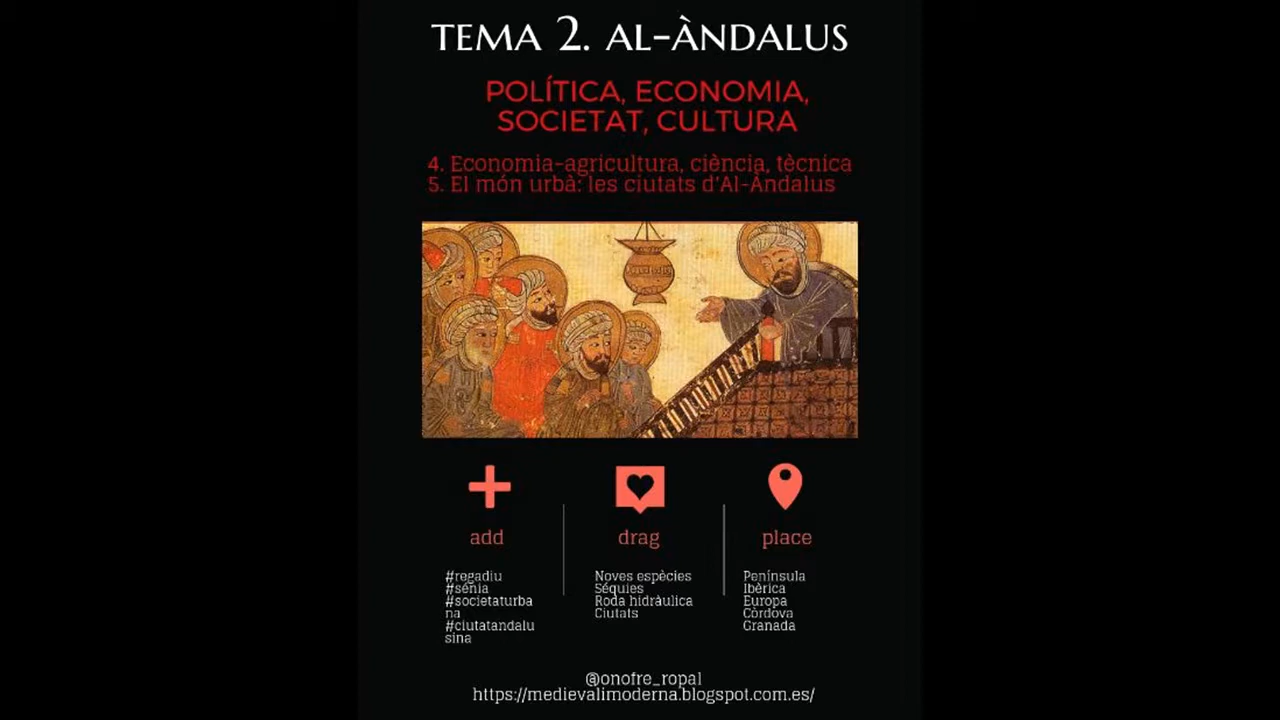 TEMA 2. AL-ÀNDALUS
POLÍTICA, ECONOMIA,
SOCIETAT, CULTURA
4. Economia-agricultura, ciència, tècnica
5. El món urbà: les ciutats d'Al-Àndalus
add
#regadiu
#sénia
#societaturba
na
#ciutatandalu
sina
drag
Noves espècies
Séquies
Roda hidràulica
Ciutats
place
Península
Ibèrica
Europa
Còrdova
Granada
@onofre_ropal
https://medievalimoderna.blogspot.com.es/